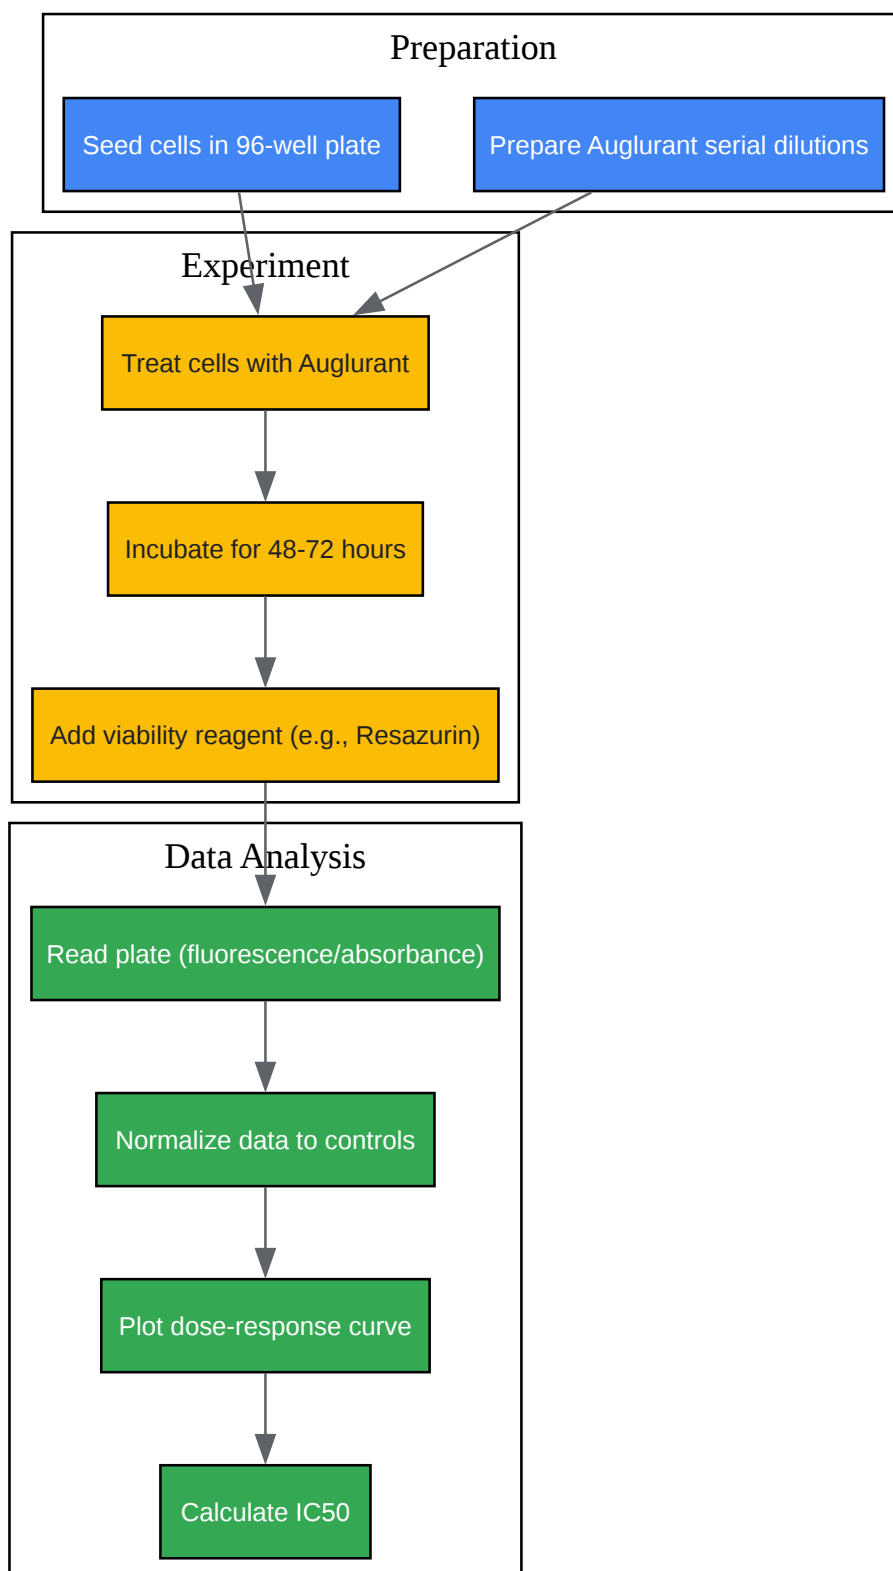 Preparation
Seed cells in 96-well plate
Prepare Auglurant serial dilutions
Experiment
Treat cells with Auglurant
Incubate for 48-72 hours
Add viability reagent (e.g., Resazurin)
Data Analysis
Read plate (fluorescence/absorbance)
Normalize data to controls
Plot dose-response curve
Calculate IC50